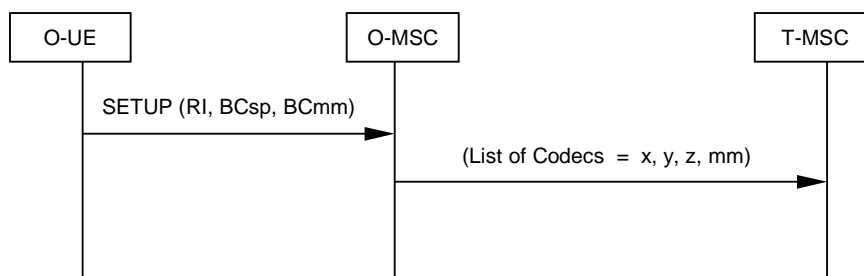 O-UE
O-MSC
T-MSC
SETUP (RI, BCsp, BCmm)
(List of Codecs = x, y, z, mm)